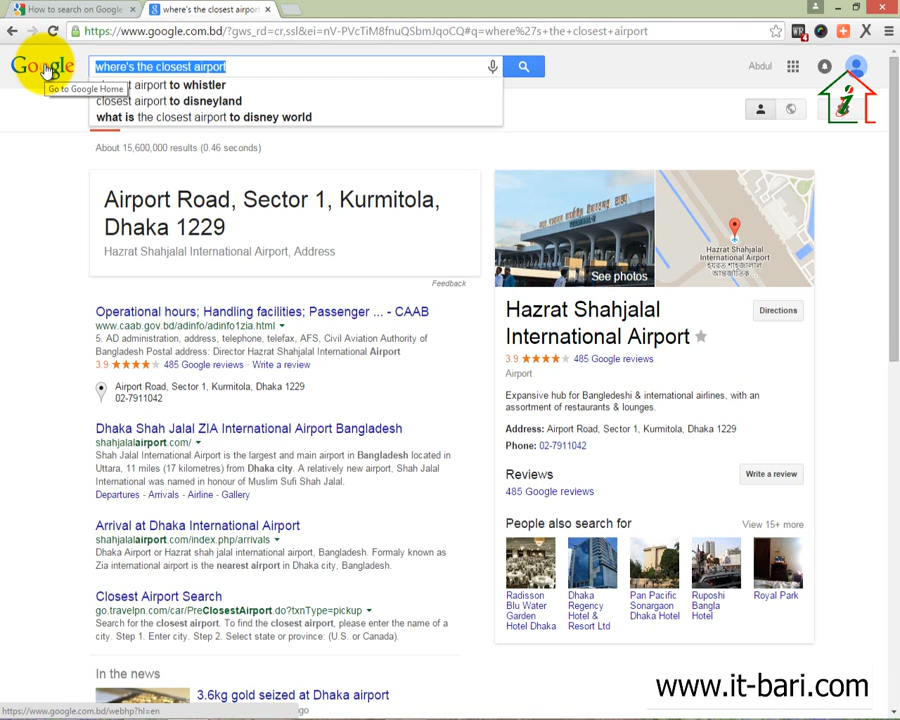 How to search on Google
where's the closest airport
https://www.google.com.bd/?gws_rd=cr,ssl&ei=nV-PVcTiM8fnuQSbmJqoCQ#q=where%27s+the+closest+airport
Google
where's the closest airport
Abdul
Go to Google Home
airport to whistler
closest airport to disneyland
what is the closest airport to disney world
i
About 15,600,000 results (0.46 seconds)
Airport Road, Sector 1, Kurmitola,
Dhaka 1229
Hazrat Shahjalal International Airport, Address
Feedback
Operational hours; Handling facilities; Passenger ... - CAAB
www.caab.gov.bd/adinfo/adinfo1zia.html
5. AD administration, address, telephone, telefax, AFS, Civil Aviation Authority of
Bangladesh Postal address: Director Hazrat Shahjalal International Airport
3.9 485 Google reviews - Write a review
Airport Road, Sector 1, Kurmitola, Dhaka 1229
02-7911042
Dhaka Shah Jalal ZIA International Airport Bangladesh
shahjalalairport.com/
Shah Jalal International Airport is the largest and main airport in Bangladesh located in
Uttara, 11 miles (17 kilometres) from Dhaka city. A relatively new airport, Shah Jalal
International was named in honour of Muslim Sufi Shah Jalal.
Departures - Arrivals - Airline - Gallery
Arrival at Dhaka International Airport
shahjalalairport.com/index.php/arrivals
Dhaka Airport or Hazrat shah jalal international airport, Bangladesh. Formaly known as
Zia international airport is the nearest airport in Dhaka city, Bangladesh.
Closest Airport Search
go.travelpn.com/car/PreClosestAirport.do?txnType=pickup
Search for the closest airport. To find the closest airport, please enter the name of a
city. Step 1. Enter city. Step 2. Select state or province: (U.S. or Canada).
In the news
3.6kg gold seized at Dhaka airport
ago
https://www.google.com.bd/webhp?hl=en
See photos
Hazrat Shahjalal
International Airport
হযরত শাহজালাল
আন্তর্জাতিক
Hazrat Shahjalal
International Airport
Directions
3.9 485 Google reviews
Airport
Expansive hub for Bangledeshi & international airlines, with an
assortment of restaurants & lounges.
Address: Airport Road, Sector 1, Kurmitola, Dhaka 1229
Phone: 02-7911042
Reviews
Write a review
485 Google reviews
People also search for
View 15+ more
Radisson
Blu Water
Garden
Hotel Dhaka
Dhaka
Regency
Hotel &
Resort Ltd
Pan Pacific
Sonargaon
Dhaka Hotel
Ruposhi
Bangla
Hotel
Royal Park
www.it-bari.com